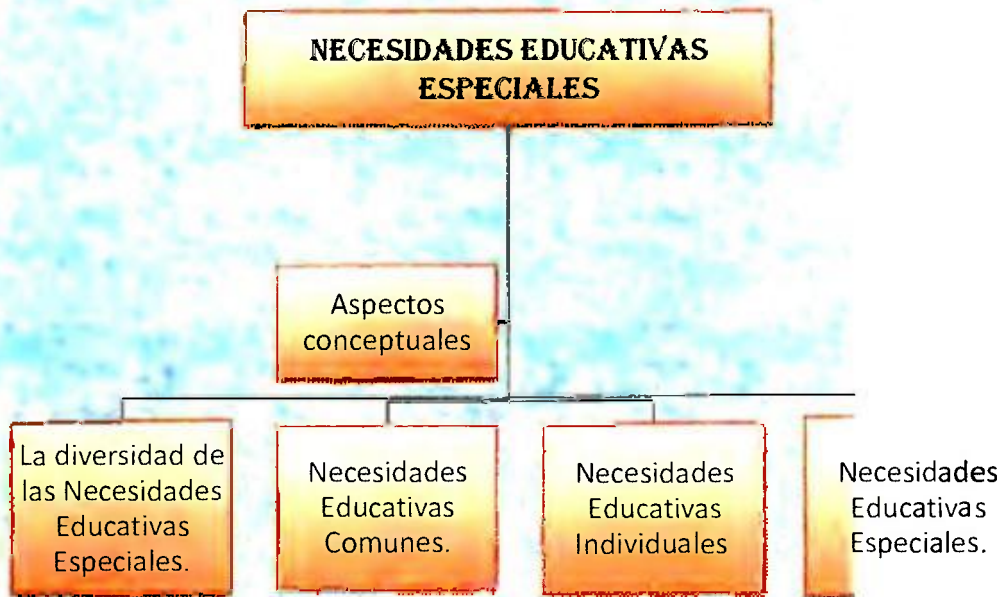 NECESIDADES EDUCATIVAS
ESPECIALES
Aspectos
conceptuales
La diversidad de
las Necesidades
Educativas
Especiales.
Necesidades
Educativas
Comunes.
Necesidades
Educativas
Individuales
Necesidades
Educativas
Especiales.